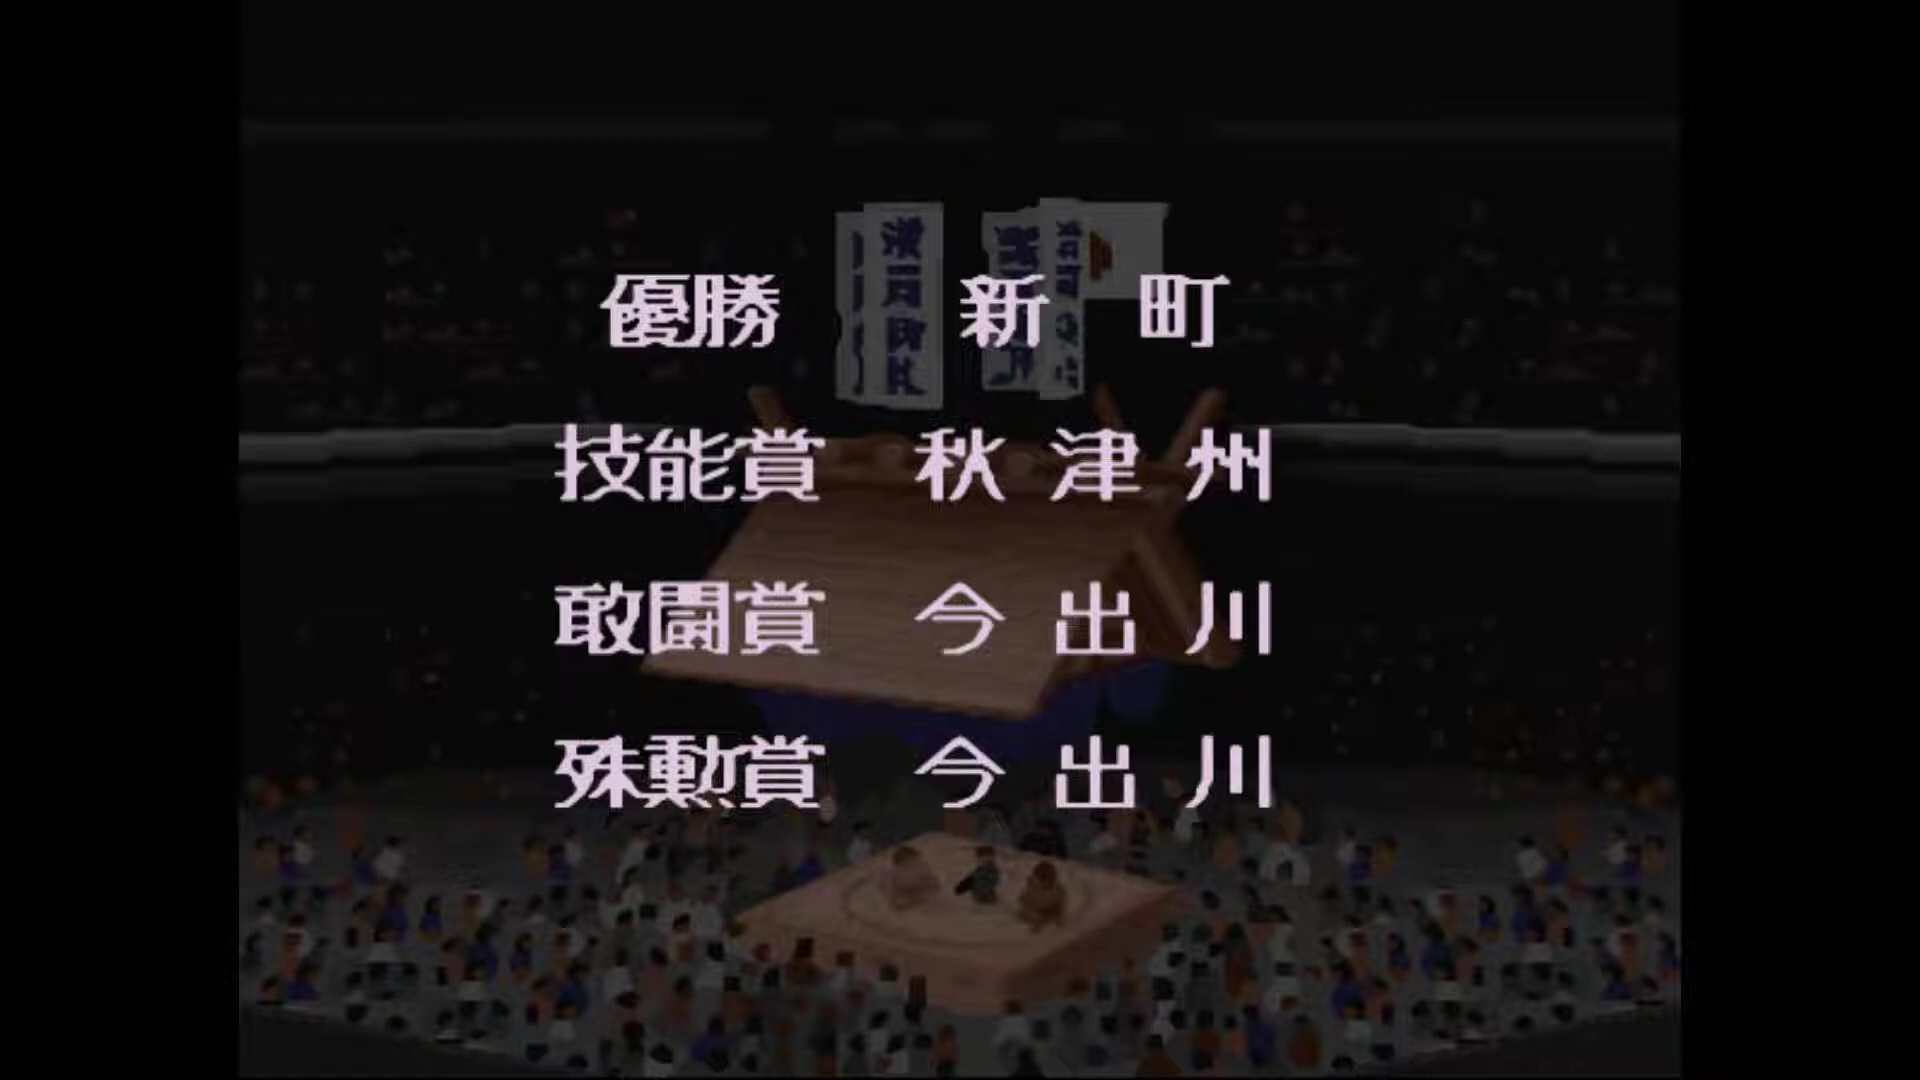 優勝 新町
技能賞 秋津州
敢闘賞 今出川
殊勲賞 今出川